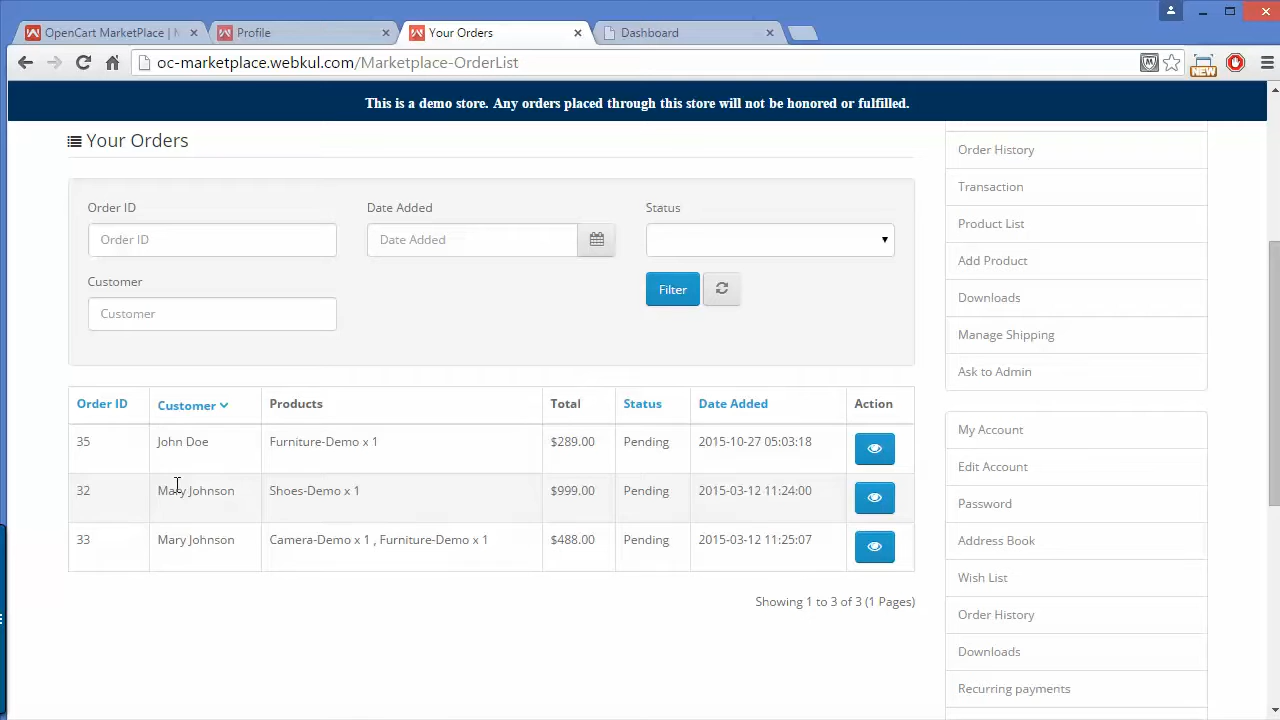 OpenCart MarketPlace | M
Profile
Your Orders
Dashboard
oc-marketplace.webkul.com/Marketplace-OrderList
NEW
This is a demo store. Any orders placed through this store will not be honored or fulfilled.
Your Orders
Order ID
Date Added
Status
Order ID
Date Added
Customer
Customer
Filter
Order ID Customer Products Total Status Date Added Action
35 John Doe Furniture-Demo x 1 $289.00 Pending 2015-10-27 05:03:18
32 Mary Johnson Shoes-Demo x 1 $999.00 Pending 2015-03-12 11:24:00
33 Mary Johnson Camera-Demo x 1 , Furniture-Demo x 1 $488.00 Pending 2015-03-12 11:25:07
Showing 1 to 3 of 3 (1 Pages)
Order History
Transaction
Product List
Add Product
Downloads
Manage Shipping
Ask to Admin
My Account
Edit Account
Password
Address Book
Wish List
Order History
Downloads
Recurring payments